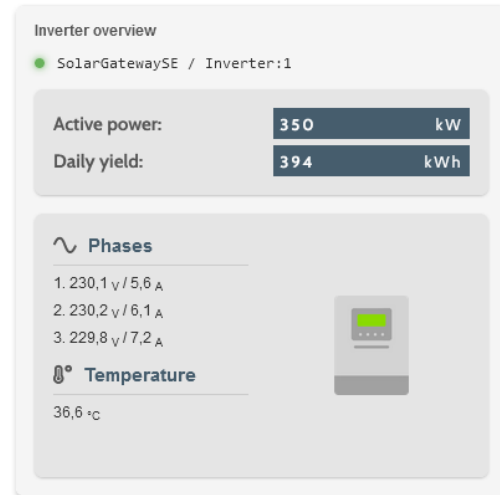 Inverter overview
SolarGatewaySE / Inverter:1
Active power: 350 kW
Daily yield: 394 kWh
Phases
1. 230,1 V / 5,6 A
2. 230,2 V / 6,1 A
3. 229,8 V / 7,2 A
Temperature
36,6 °C